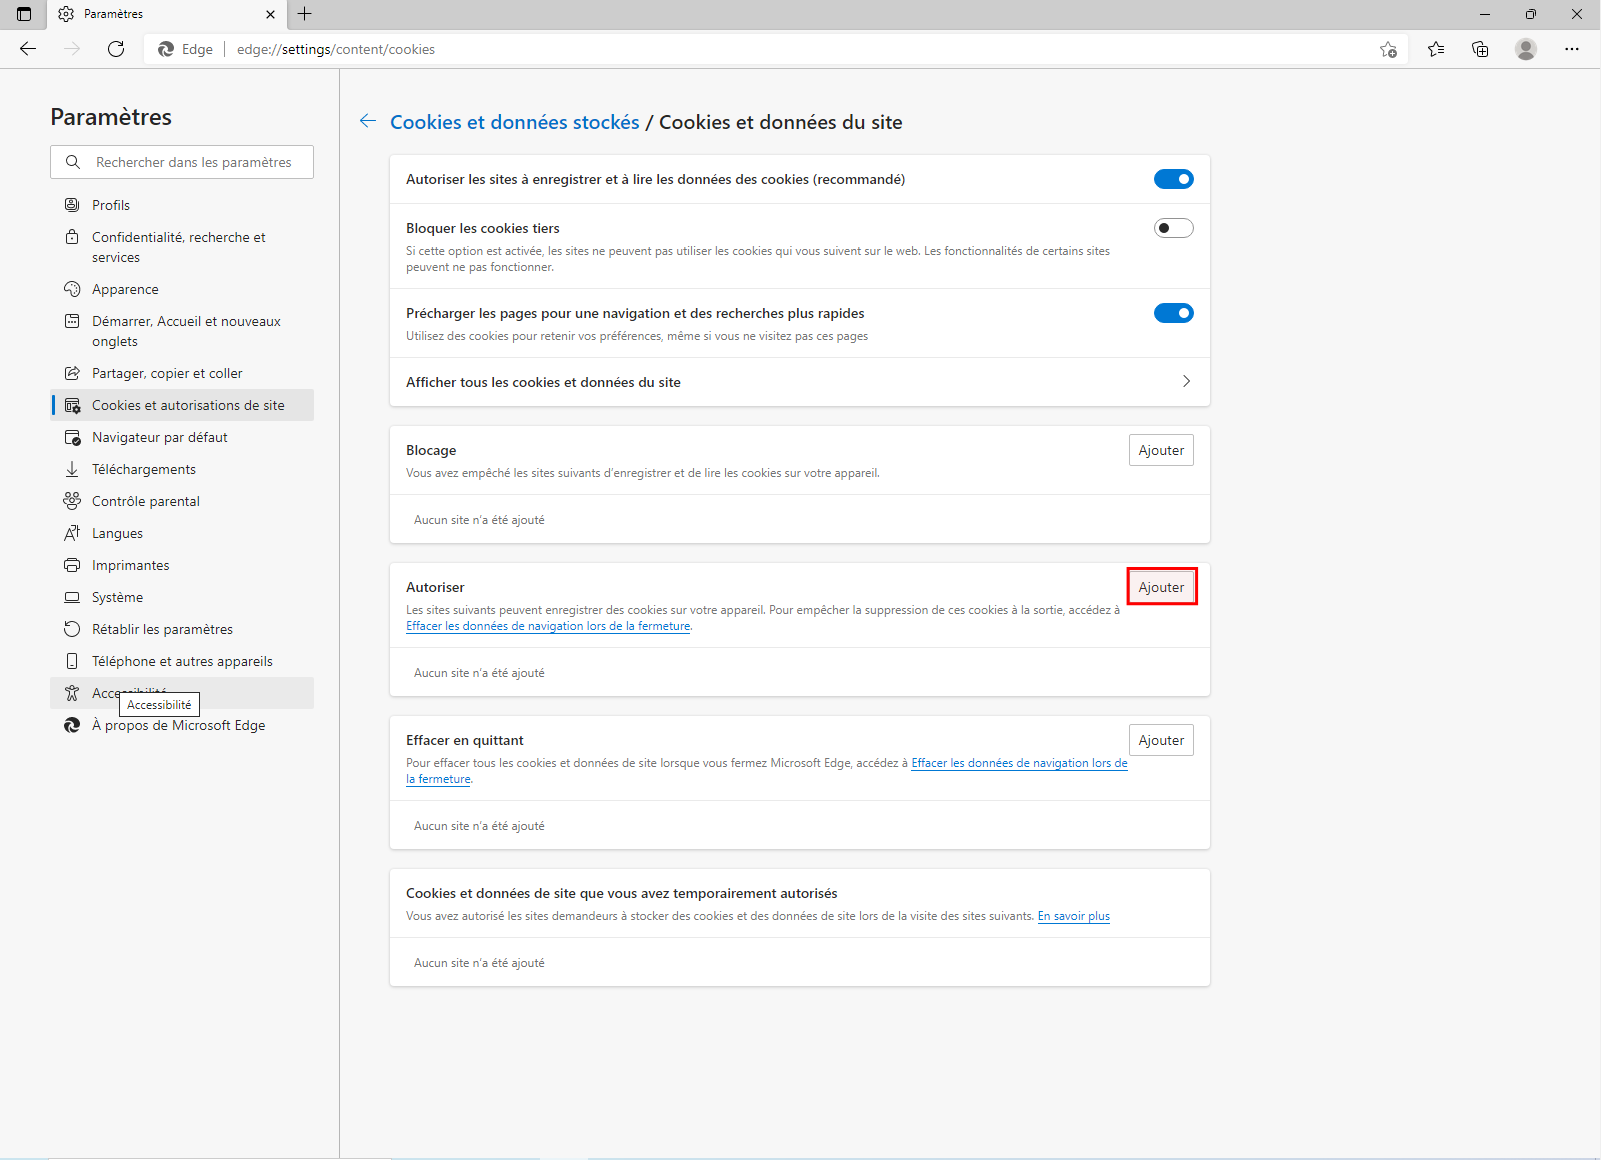 Paramètres
Edge
edge://settings/content/cookies
Paramètres
Rechercher dans les paramètres
Profils
Confidentialité, recherche et
services
Apparence
Démarrer, Accueil et nouveaux
onglets
Partager, copier et coller
Cookies et autorisations de site
Navigateur par défaut
Téléchargements
Contrôle parental
Langues
Imprimantes
Système
Rétablir les paramètres
Téléphone et autres appareils
Accessibilité
Accessibilité
À propos de Microsoft Edge
Cookies et données stockés / Cookies et données du site
Autoriser les sites à enregistrer et à lire les données des cookies (recommandé)
Bloquer les cookies tiers
Si cette option est activée, les sites ne peuvent pas utiliser les cookies qui vous suivent sur le web. Les fonctionnalités de certains sites
peuvent ne pas fonctionner.
Précharger les pages pour une navigation et des recherches plus rapides
Utilisez des cookies pour retenir vos préférences, même si vous ne visitez pas ces pages
Afficher tous les cookies et données du site
Blocage
Ajouter
Vous avez empêché les sites suivants d'enregistrer et de lire les cookies sur votre appareil.
Aucun site n'a été ajouté
Autoriser
Ajouter
Les sites suivants peuvent enregistrer des cookies sur votre appareil. Pour empêcher la suppression de ces cookies à la sortie, accédez à
Effacer les données de navigation lors de la fermeture.
Aucun site n'a été ajouté
Effacer en quittant
Ajouter
Pour effacer tous les cookies et données de site lorsque vous fermez Microsoft Edge, accédez à Effacer les données de navigation lors de
la fermeture.
Aucun site n'a été ajouté
Cookies et données de site que vous avez temporairement autorisés
Vous avez autorisé les sites demandeurs à stocker des cookies et des données de site lors de la visite des sites suivants. En savoir plus
Aucun site n'a été ajouté